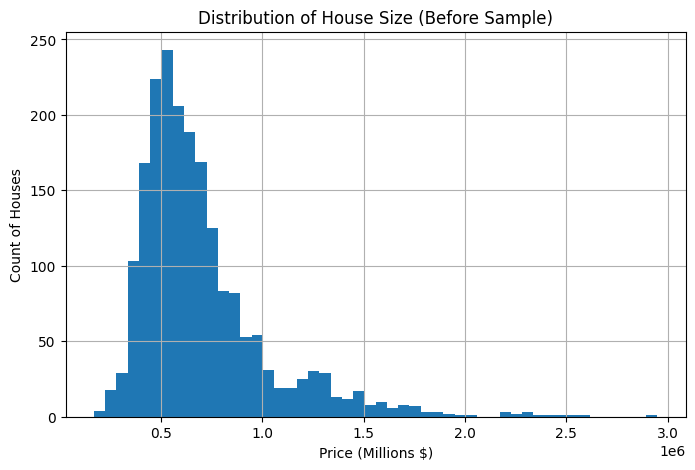 Distribution of House Size (Before Sample)
250
200
150
100
50
0
Count of Houses
0.5 1.0 1.5 2.0 2.5 3.0
1e6
Price (Millions $)